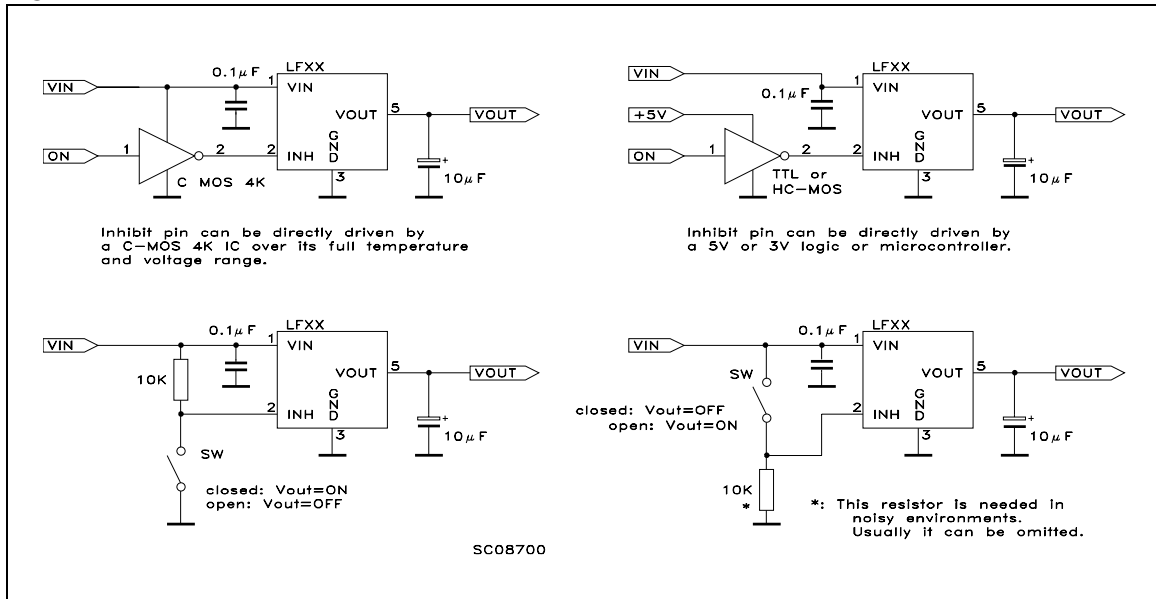 LFXX
0.1μF
VIN
1
VIN
VOUT
5
VOUT
GND
ON
1
2
2
INH
3
C MOS 4K
+
10μF
Inhibit pin can be directly driven by
a C-MOS 4K IC over its full temperature
and voltage range.
LFXX
VIN
1
VIN
0.1μF
+5V
VOUT
5
VOUT
GND
ON
1
2
2
INH
3
TTL or
HC-MOS
+
10μF
Inhibit pin can be directly driven by
a 5V or 3V logic or microcontroller.
LFXX
0.1μF
VIN
1
VIN
10K
VOUT
5
VOUT
GND
2
INH
3
+
10μF
SW
closed: Vout=ON
open: Vout=OFF
LFXX
0.1μF
VIN
1
VIN
SW
VOUT
5
VOUT
GND
closed: Vout=OFF
open: Vout=ON
2
INH
3
+
10μF
10K
*
*: This resistor is needed in
noisy environments.
Usually it can be omitted.
SC08700